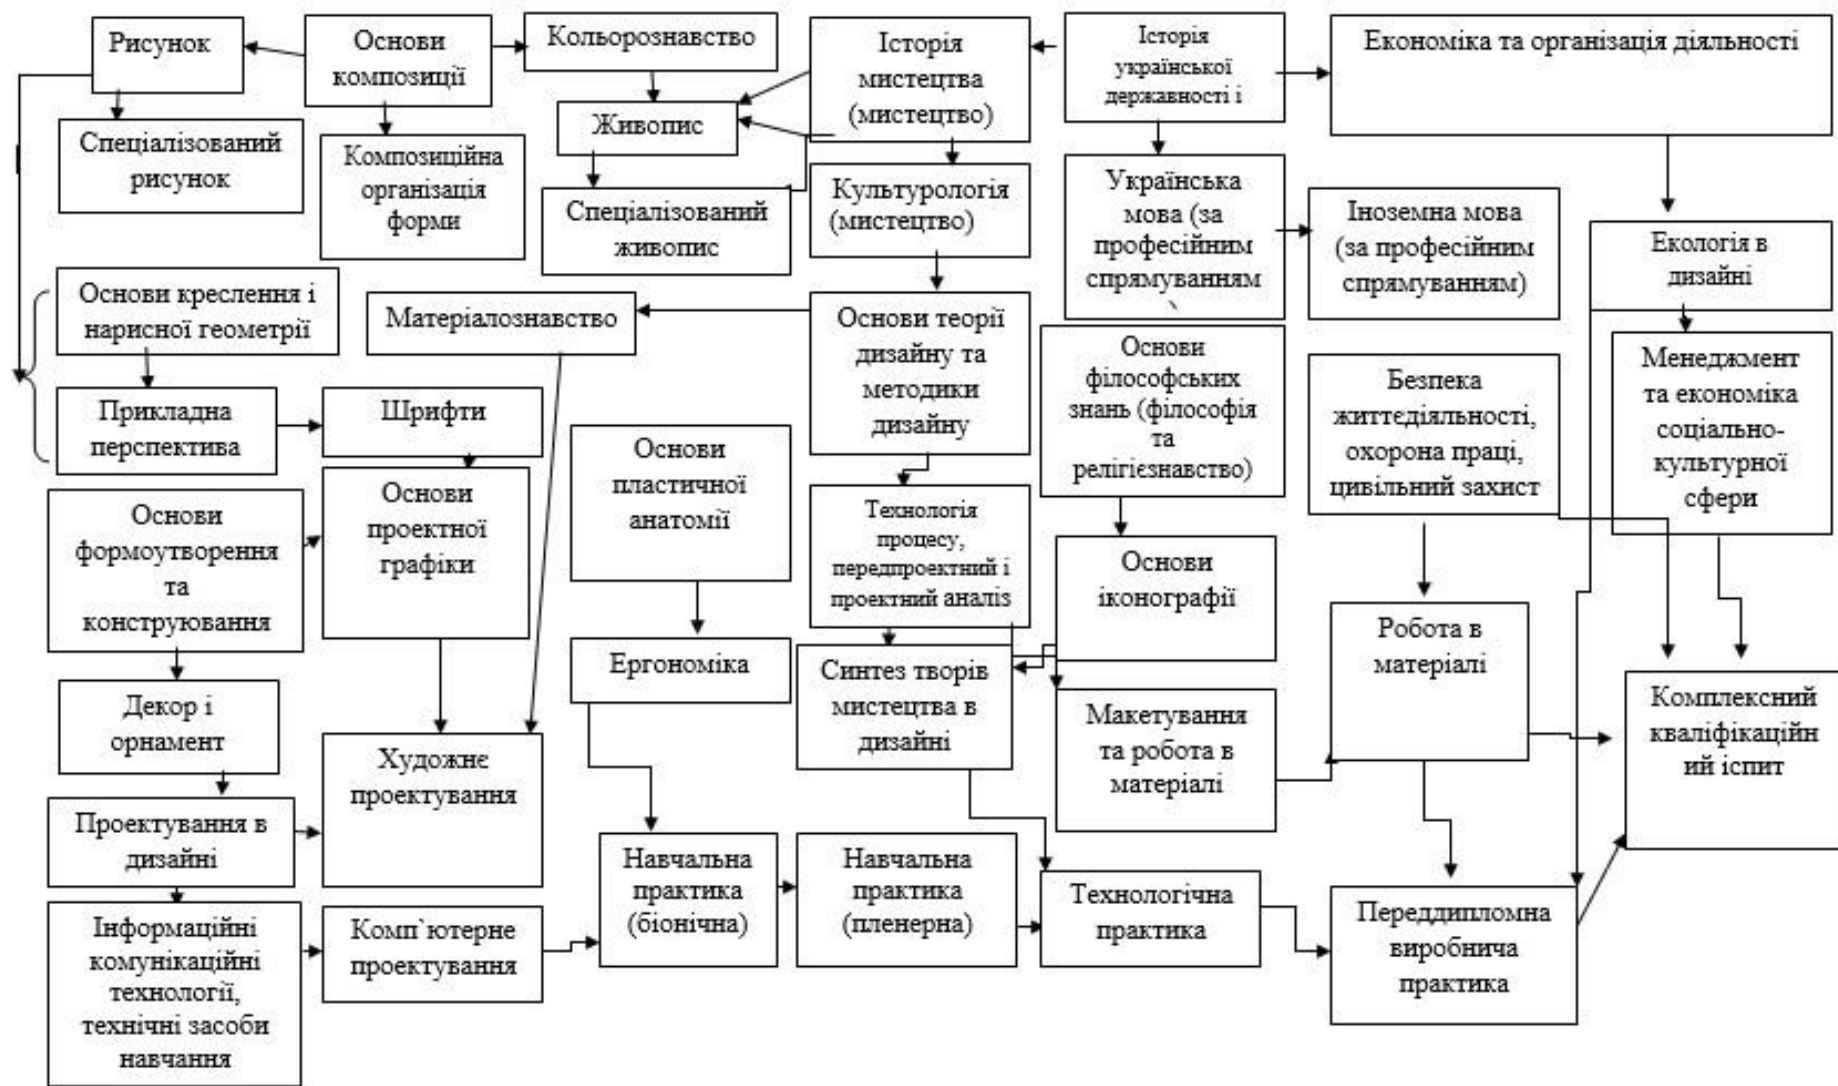 Рисунок
Основи
композиції
Кольорознавство
Історія
мистецтва
(мистецтво)
Історія
української
державності і
Економіка та організація діяльності
Спеціалізований
рисунок
Композиційна
організація
форми
Живопис
Спеціалізований
живопис
Культурологія
(мистецтво)
Українська
мова (за
професійним
спрямуванням
Іноземна мова
(за професійним
спрямуванням)
Екологія в
дизайні
Основи креслення і
нарисної геометрії
Матеріалознавство
Основи теорії
дизайну та
методики
дизайну
Основи
філософських
знань (філософія
та
релігієзнавство)
Безпека
життєдіяльності,
охорона праці,
цивільний захист
Менеджмент
та економіка
соціально-
культурної
сфери
Прикладна
перспектива
Шрифти
Основи
пластичної
анатомії
Основи
формоутворення
та
конструювання
Основи
проектної
графіки
Технологія
процесу,
передпроектний і
проектний аналіз
Основи
іконографії
Ергономіка
Синтез творів
мистецтва в
дизайні
Макетування
та робота в
матеріалі
Робота в
матеріалі
Комплексний
кваліфікаційн
ий іспит
Декор і
орнамент
Художнє
проектування
Проектування в
дизайні
Навчальна
практика
(біонічна)
Навчальна
практика
(пленерна)
Технологічна
практика
Переддипломна
виробнича
практика
Інформаційні
комунікаційні
технології,
технічні засоби
навчання
Комп`ютерне
проектування